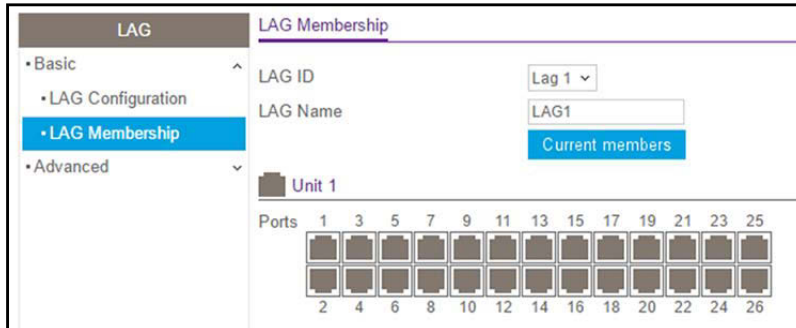 LAG
• Basic
• LAG Configuration
• LAG Membership
• Advanced
LAG Membership
LAG ID Lag 1
LAG Name LAG1
Current members
Unit 1
Ports 1 3 5 7 9 11 13 15 17 19 21 23 25
2 4 6 8 10 12 14 16 18 20 22 24 26